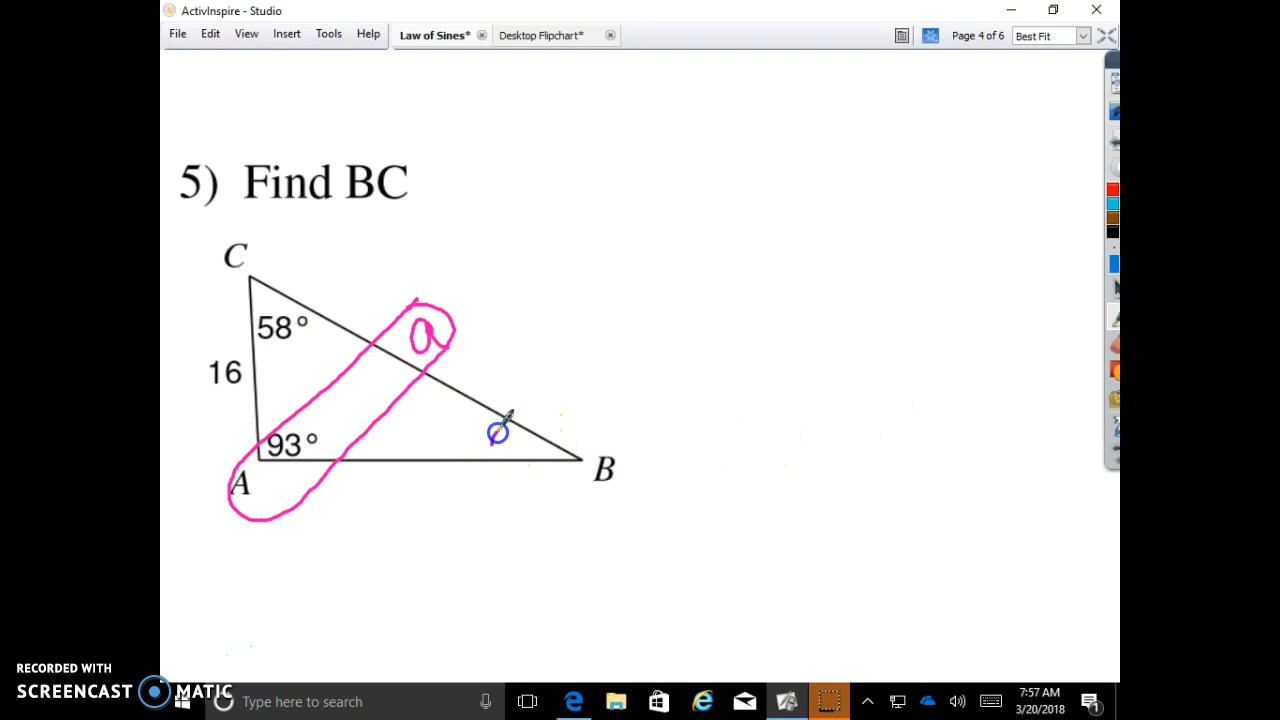 ActivInspire - Studio
File Edit View Insert Tools Help Law of Sines* Desktop Flipchart* Page 4 of 6 Best Fit
5) Find BC
C
58°
a
16
93°
A
B
RECORDED WITH
SCREENCAST MATIC
Type here to search
7:57 AM
3/20/2018
1